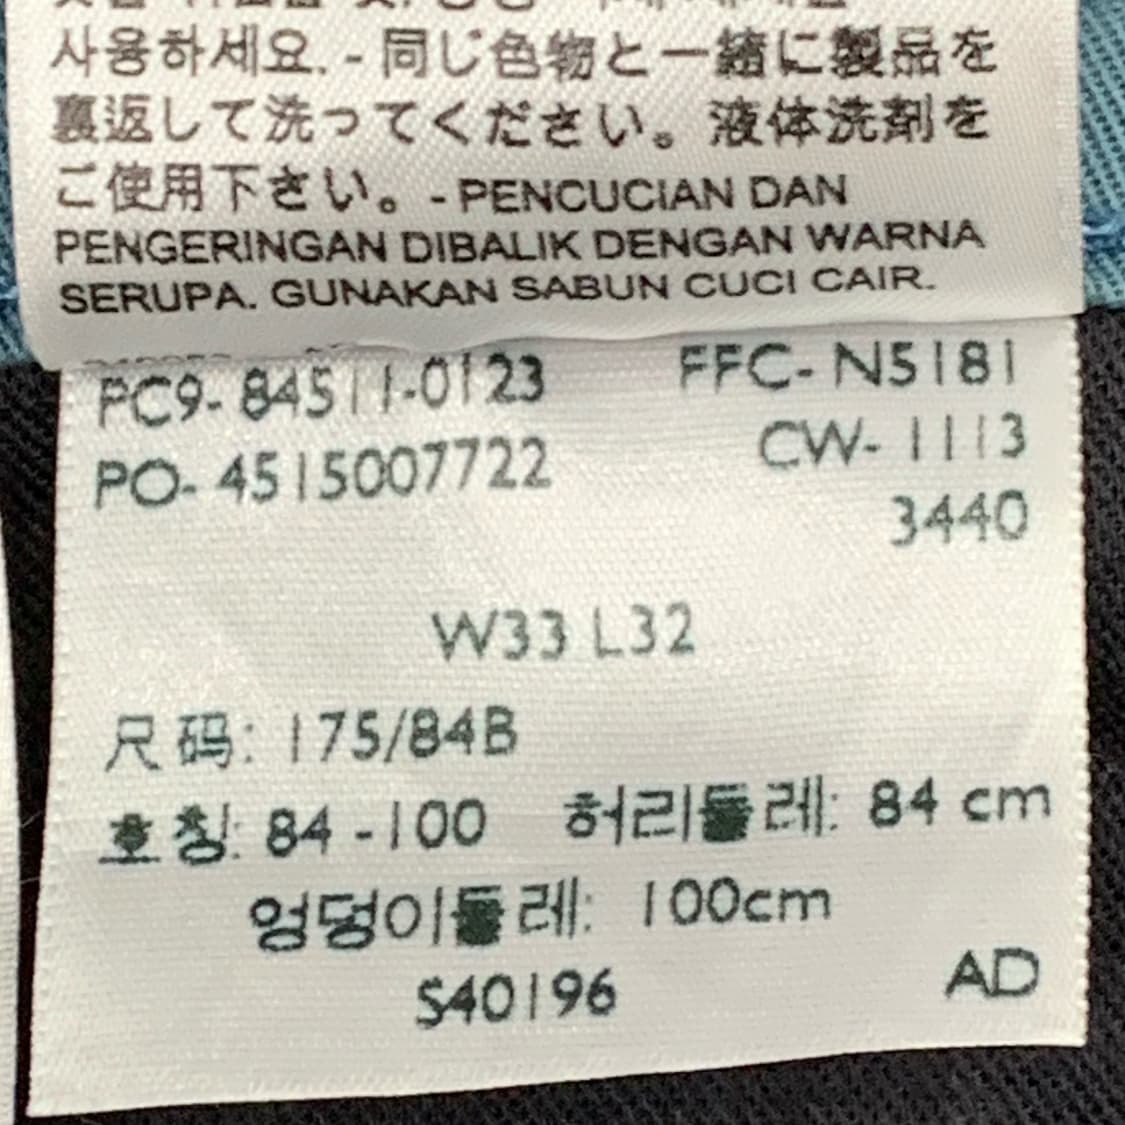 사용하세요. - 同じ色物と一緒に製品を
裏返して洗ってください。液体洗剤を
ご使用下さい。- PENCUCIAN DAN
PENGERINGAN DIBALIK DENGAN WARNA
SERUPA. GUNAKAN SABUN CUCI CAIR.
PC9- 84511-0123 FFC- N5181
PO- 4515007722 CW- 1113
3440
W33 L32
尺码: 175/84B
호칭: 84 -100 허리둘레: 84 cm
엉덩이둘레: 100cm
S40196 AD